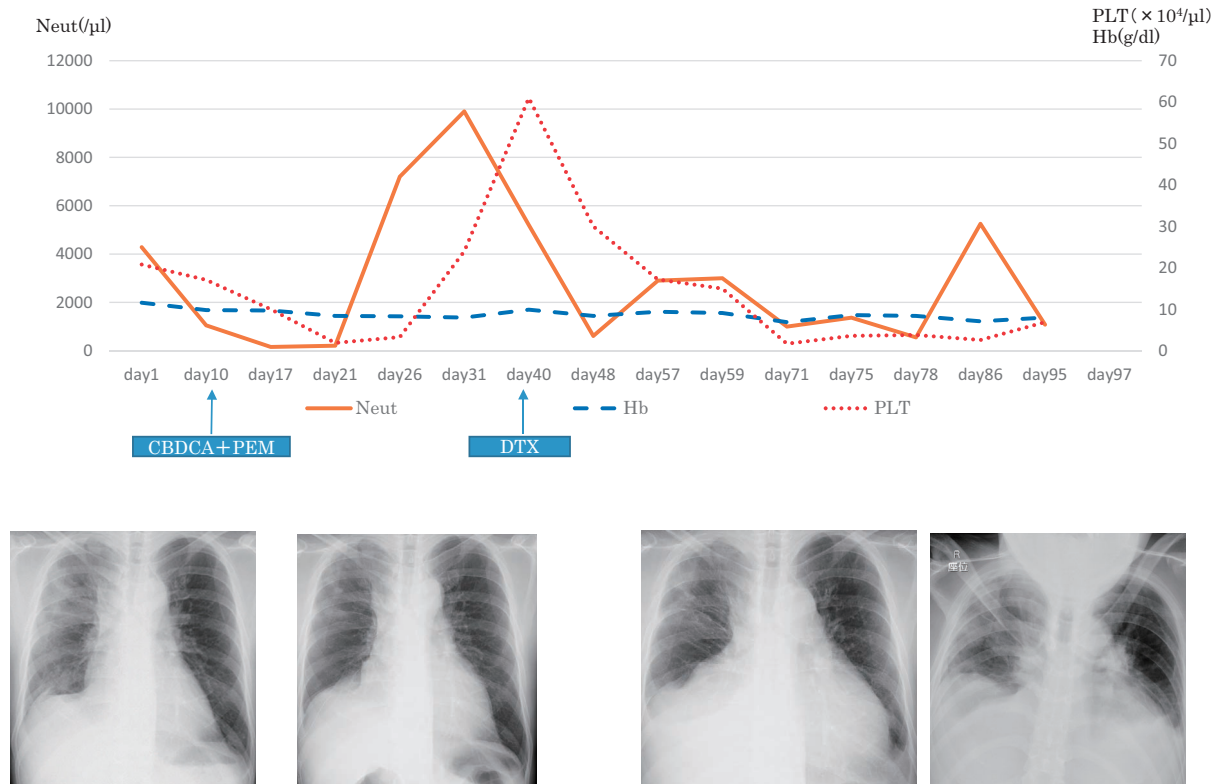 Neut(/μl)
PLT(×10⁴/μl)
Hb(g/dl)
12000
10000
8000
6000
4000
2000
0
70
60
50
40
30
20
10
0
day1 day10 day17 day21 day26 day31 day40 day48 day57 day59 day71 day75 day78 day86 day95 day97
Neut Hb PLT
CBDCA+PEM
DTX
R
座位